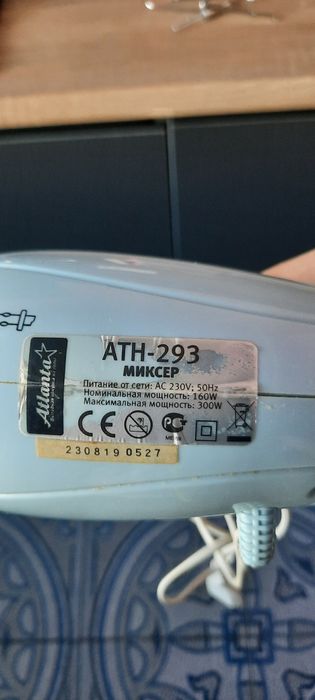 Atlanta
ATH-293
МИКСЕР
Питание от сети: AC 230V; 50Hz
Номинальная мощность: 160W
Максимальная мощность: 300W
CE
230819 0527